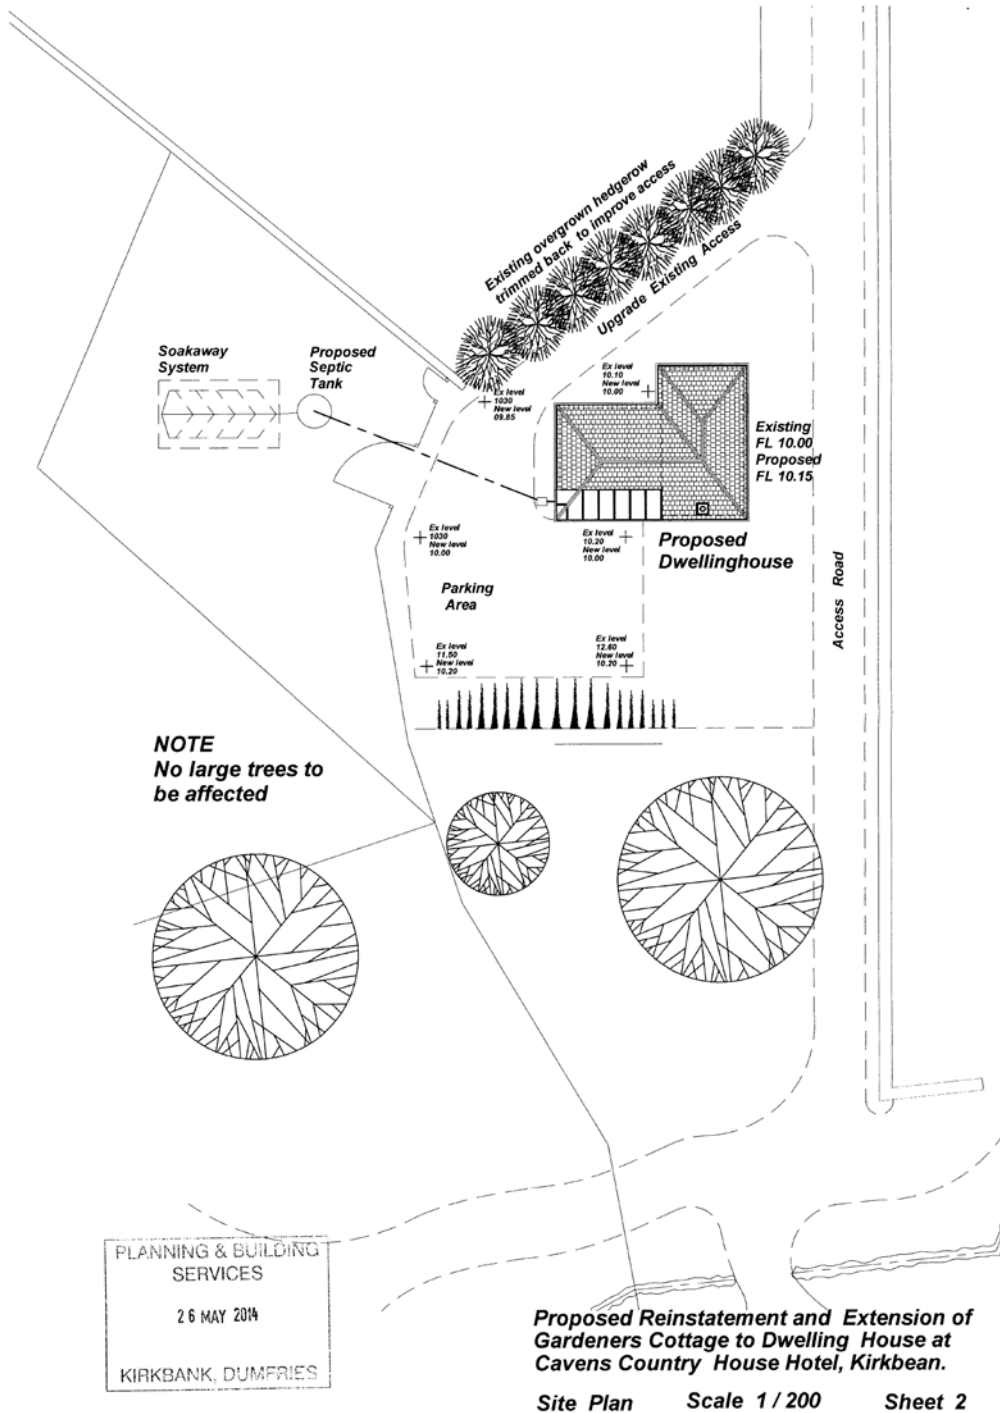 Existing overgrown hedgerow
trimmed back to improve access
Upgrade Existing Access
Soakaway
System
Proposed
Septic
Tank
Ex level
1030
New level
09.85
Ex level
10.10
New level
10.00
Existing
FL 10.00
Proposed
FL 10.15
Ex level
1030
New level
10.00
Ex level
10.20
New level
10.00
Proposed
Dwellinghouse
Parking
Area
Access Road
Ex level
11.50
New level
10.20
Ex level
12.60
New level
10.20
NOTE
No large trees to
be affected
PLANNING & BUILDING
SERVICES
26 MAY 2014
KIRKBANK, DUMFRIES
Proposed Reinstatement and Extension of
Gardeners Cottage to Dwelling House at
Cavens Country House Hotel, Kirkbean.
Site Plan Scale 1 / 200 Sheet 2